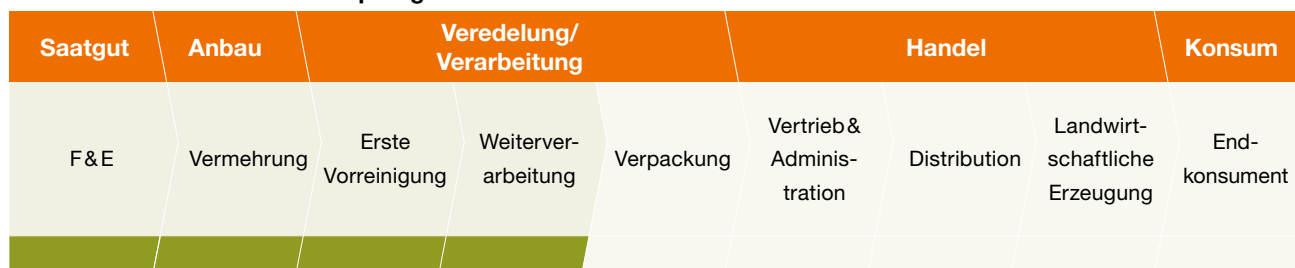 Saatgut
Anbau
Veredelung/
Verarbeitung
Handel
Konsum
F & E
Vermehrung
Erste
Vorreinigung
Weiterver-
arbeitung
Verpackung
Vertrieb &
Adminis-
tration
Distribution
Landwirt-
schaftliche
Erzeugung
End-
konsument